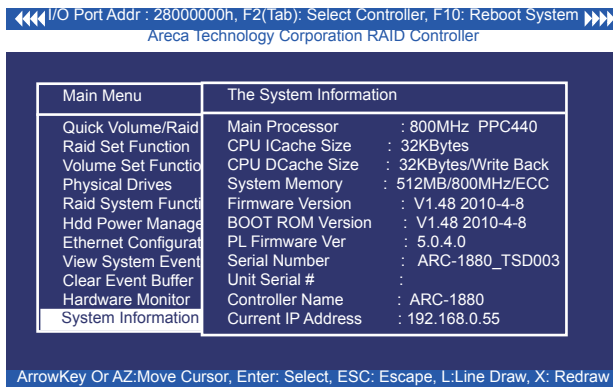 I/O Port Addr : 28000000h, F2(Tab): Select Controller, F10: Reboot System
Areca Technology Corporation RAID Controller
Main Menu
Quick Volume/Raid
Raid Set Function
Volume Set Functio
Physical Drives
Raid System Functi
Hdd Power Manage
Ethernet Configurat
View System Event
Clear Event Buffer
Hardware Monitor
System Information
The System Information
Main Processor : 800MHz PPC440
CPU ICache Size : 32KBytes
CPU DCache Size : 32KBytes/Write Back
System Memory : 512MB/800MHz/ECC
Firmware Version : V1.48 2010-4-8
BOOT ROM Version : V1.48 2010-4-8
PL Firmware Ver : 5.0.4.0
Serial Number : ARC-1880_TSD003
Unit Serial # :
Controller Name : ARC-1880
Current IP Address : 192.168.0.55
ArrowKey Or AZ:Move Cursor, Enter: Select, ESC: Escape, L:Line Draw, X: Redraw